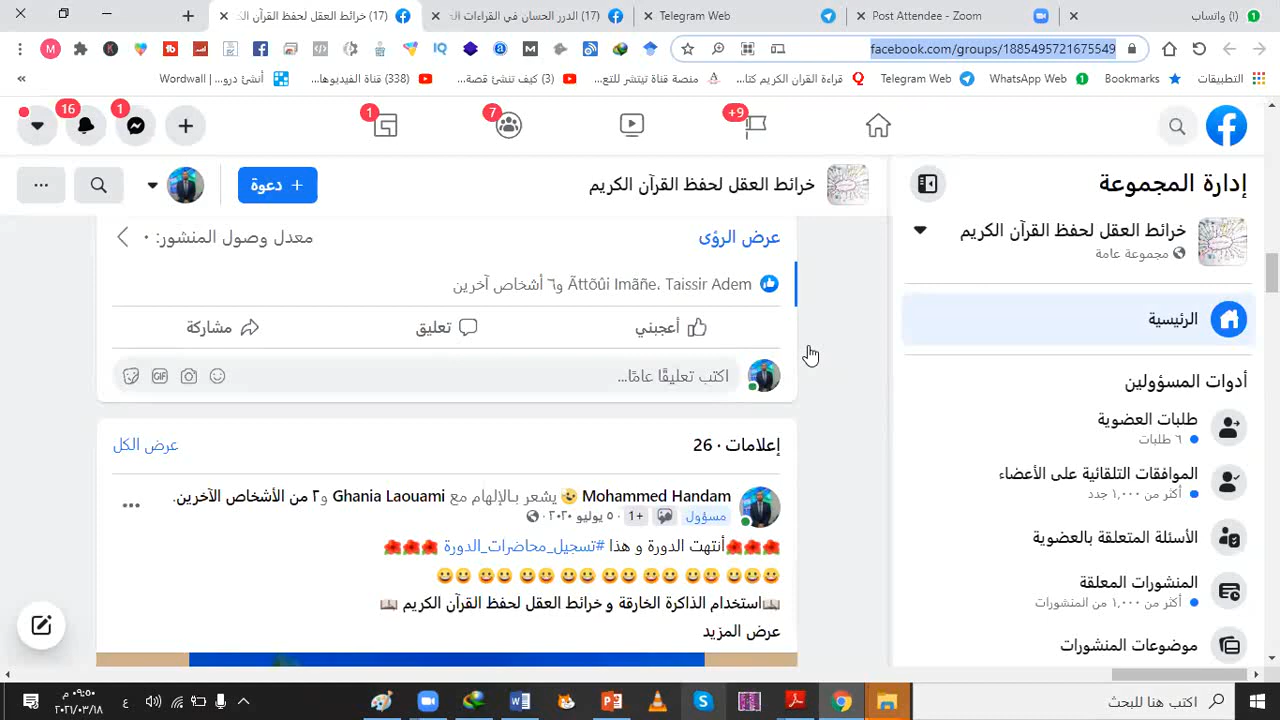 (١) واتساب
Post Attendee - Zoom
Telegram Web
(17) الدرر الحسان في القراءات الث
(17) خرائط العقل لحفظ القرآن الك
facebook.com/groups/1885495721675549
التطبيقات
Bookmarks
WhatsApp Web
Telegram Web
قراءة القران الكريم كتا...
منصة قناة تيتشر للتع...
(3) كيف تنشئ قصة...
(338) قناة الفيديوها...
أنشئ درو...
Wordwall
+9
7
1
1
16
إدارة المجموعة
خرائط العقل لحفظ القرآن الكريم
مجموعة عامة
الرئيسية
أدوات المسؤولين
طلبات العضوية
٦ طلبات
الموافقات التلقائية على الأعضاء
أكثر من ١,٠٠٠ جدد
الأسئلة المتعلقة بالعضوية
المنشورات المعلقة
أكثر من ١,٠٠٠ من المنشورات
موضوعات المنشورات
خرائط العقل لحفظ القرآن الكريم
+ دعوة
عرض الرؤى
معدل وصول المنشور: ٠
Ãttõûi Imãñe، Taissir Adem و٦ أشخاص آخرين
أعجبني
تعليق
مشاركة
اكتب تعليقًا عامًا...
GIF
إعلامات · 26
عرض الكل
Mohammed Handam يشعر بـالإلهام مع Ghania Laouami و٢ من الأشخاص الآخرين.
مسؤول +1 · ٥ يوليو ٢٠٢٠ ·
أنتهت الدورة و هذا #تسجيل_محاضرات_الدورة
استخدام الذاكرة الخارقة و خرائط العقل لحفظ القرآن الكريم
عرض المزيد
اكتب هنا للبحث
ع
٠٩:٥٠ م
٢٠٢١/٠٣/١٨